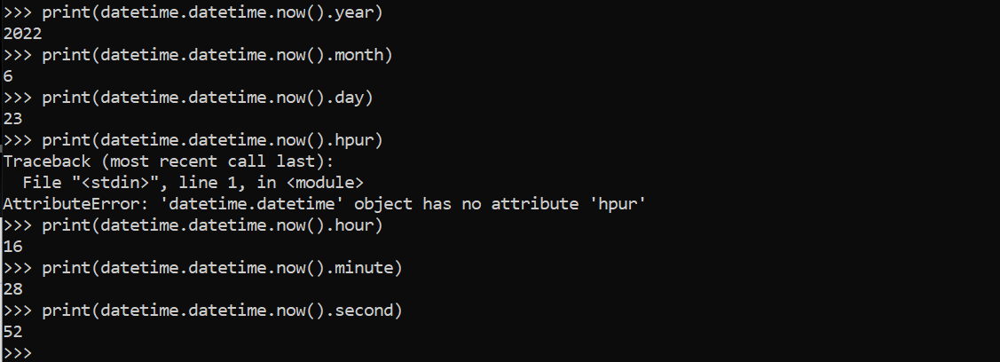 >>> print(datetime.datetime.now().year)
2022
>>> print(datetime.datetime.now().month)
6
>>> print(datetime.datetime.now().day)
23
>>> print(datetime.datetime.now().hpur)
Traceback (most recent call last):
  File "<stdin>", line 1, in <module>
AttributeError: 'datetime.datetime' object has no attribute 'hpur'
>>> print(datetime.datetime.now().hour)
16
>>> print(datetime.datetime.now().minute)
28
>>> print(datetime.datetime.now().second)
52
>>>